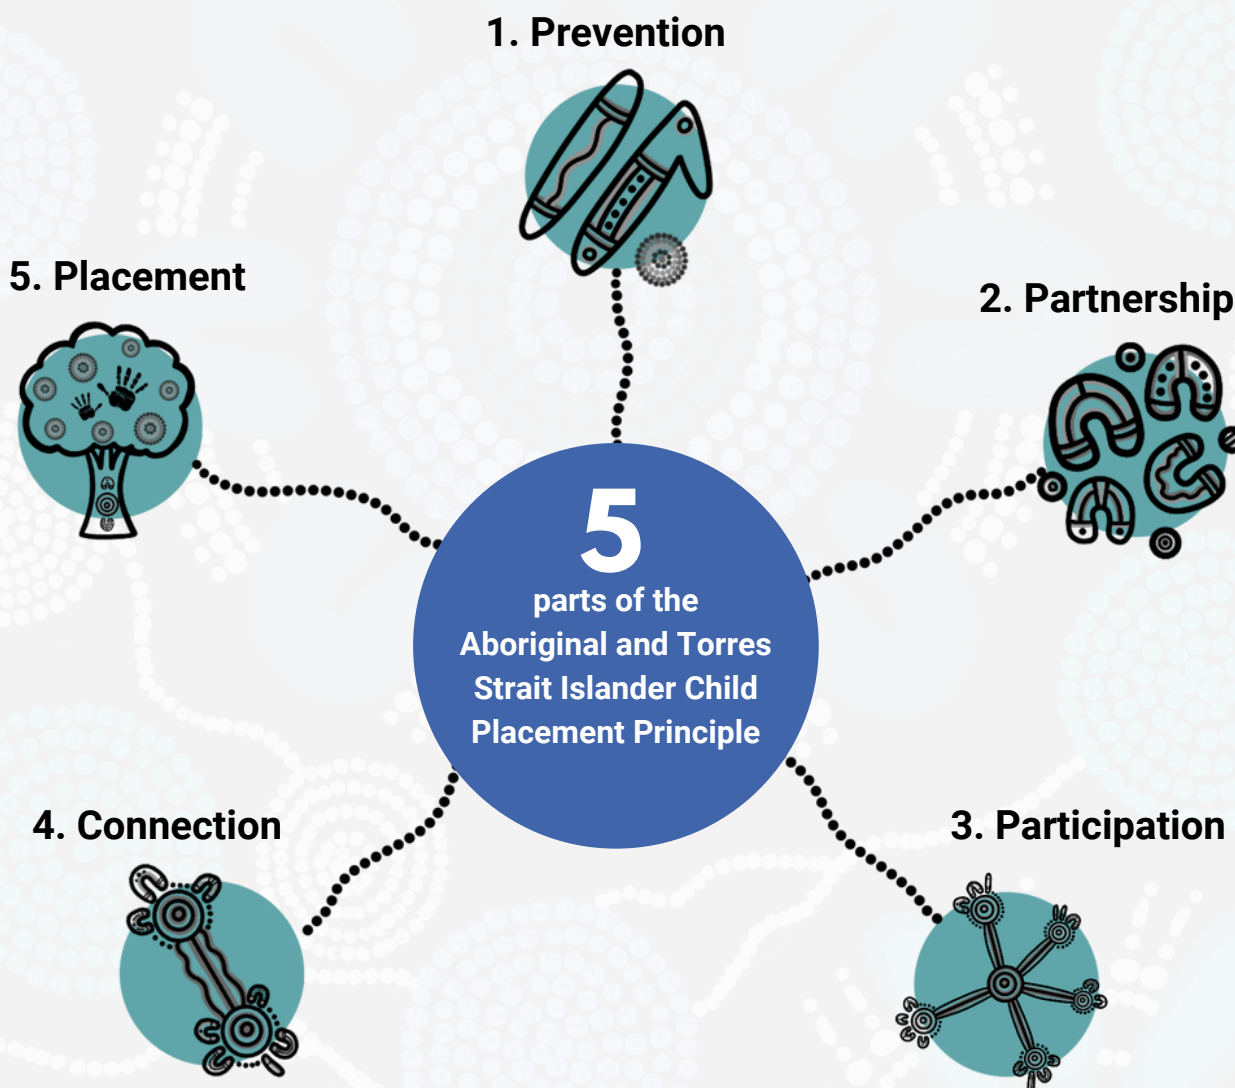 1. Prevention
5. Placement
2. Partnership
5
parts of the
Aboriginal and Torres
Strait Islander Child
Placement Principle
4. Connection
3. Participation